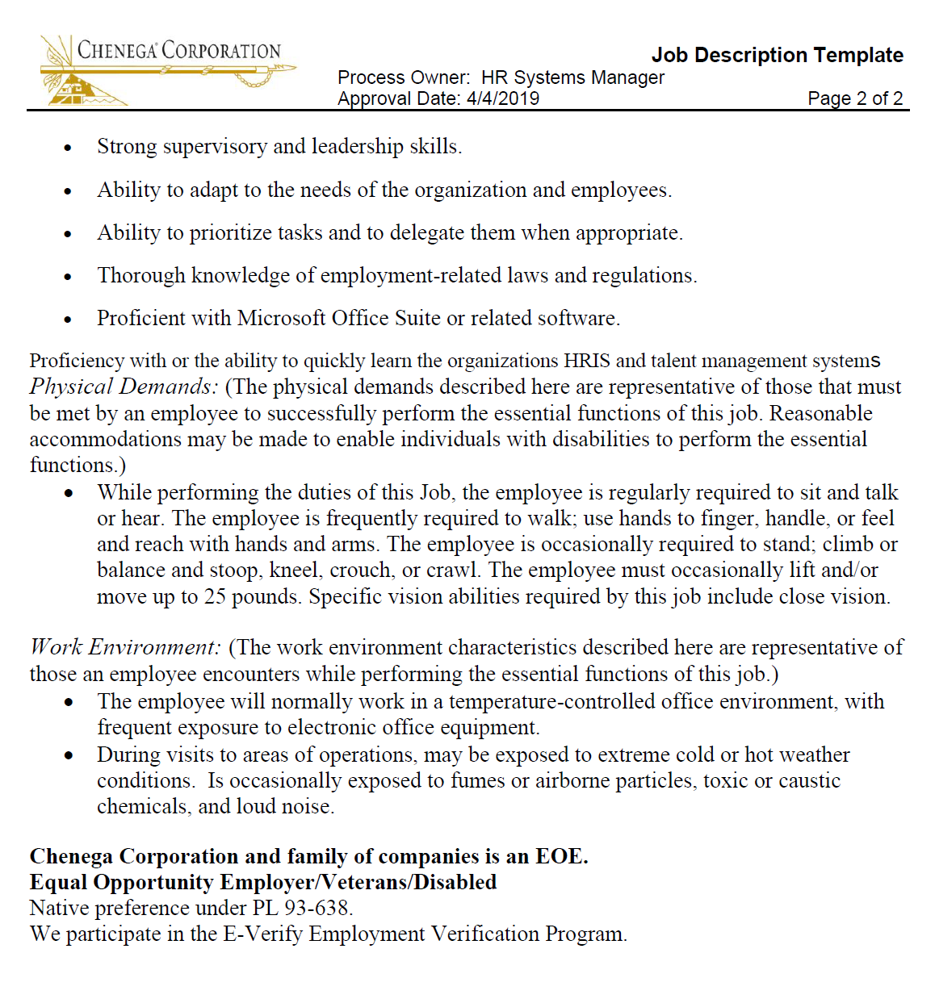 CHENEGA® CORPORATION
Job Description Template
Process Owner:  HR Systems Manager
Approval Date: 4/4/2019
Page 2 of 2
• Strong supervisory and leadership skills.
• Ability to adapt to the needs of the organization and employees.
• Ability to prioritize tasks and to delegate them when appropriate.
• Thorough knowledge of employment-related laws and regulations.
• Proficient with Microsoft Office Suite or related software.
Proficiency with or the ability to quickly learn the organizations HRIS and talent management systems
Physical Demands: (The physical demands described here are representative of those that must
be met by an employee to successfully perform the essential functions of this job. Reasonable
accommodations may be made to enable individuals with disabilities to perform the essential
functions.)
• While performing the duties of this Job, the employee is regularly required to sit and talk
or hear. The employee is frequently required to walk; use hands to finger, handle, or feel
and reach with hands and arms. The employee is occasionally required to stand; climb or
balance and stoop, kneel, crouch, or crawl. The employee must occasionally lift and/or
move up to 25 pounds. Specific vision abilities required by this job include close vision.
Work Environment: (The work environment characteristics described here are representative of
those an employee encounters while performing the essential functions of this job.)
• The employee will normally work in a temperature-controlled office environment, with
frequent exposure to electronic office equipment.
• During visits to areas of operations, may be exposed to extreme cold or hot weather
conditions.  Is occasionally exposed to fumes or airborne particles, toxic or caustic
chemicals, and loud noise.
Chenega Corporation and family of companies is an EOE.
Equal Opportunity Employer/Veterans/Disabled
Native preference under PL 93-638.
We participate in the E-Verify Employment Verification Program.